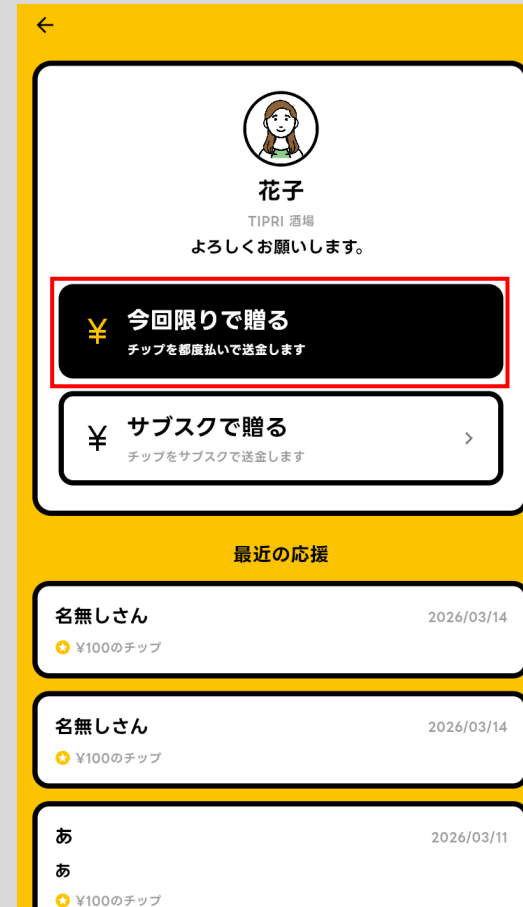 花子
TIPRI 酒場
よろしくお願いします。
¥ 今回限りで贈る
チップを都度払いで送金します
¥ サブスクで贈る
チップをサブスクで送金します
最近の応援
名無しさん 2026/03/14
¥100のチップ
名無しさん 2026/03/14
¥100のチップ
あ 2026/03/11
あ
¥100のチップ